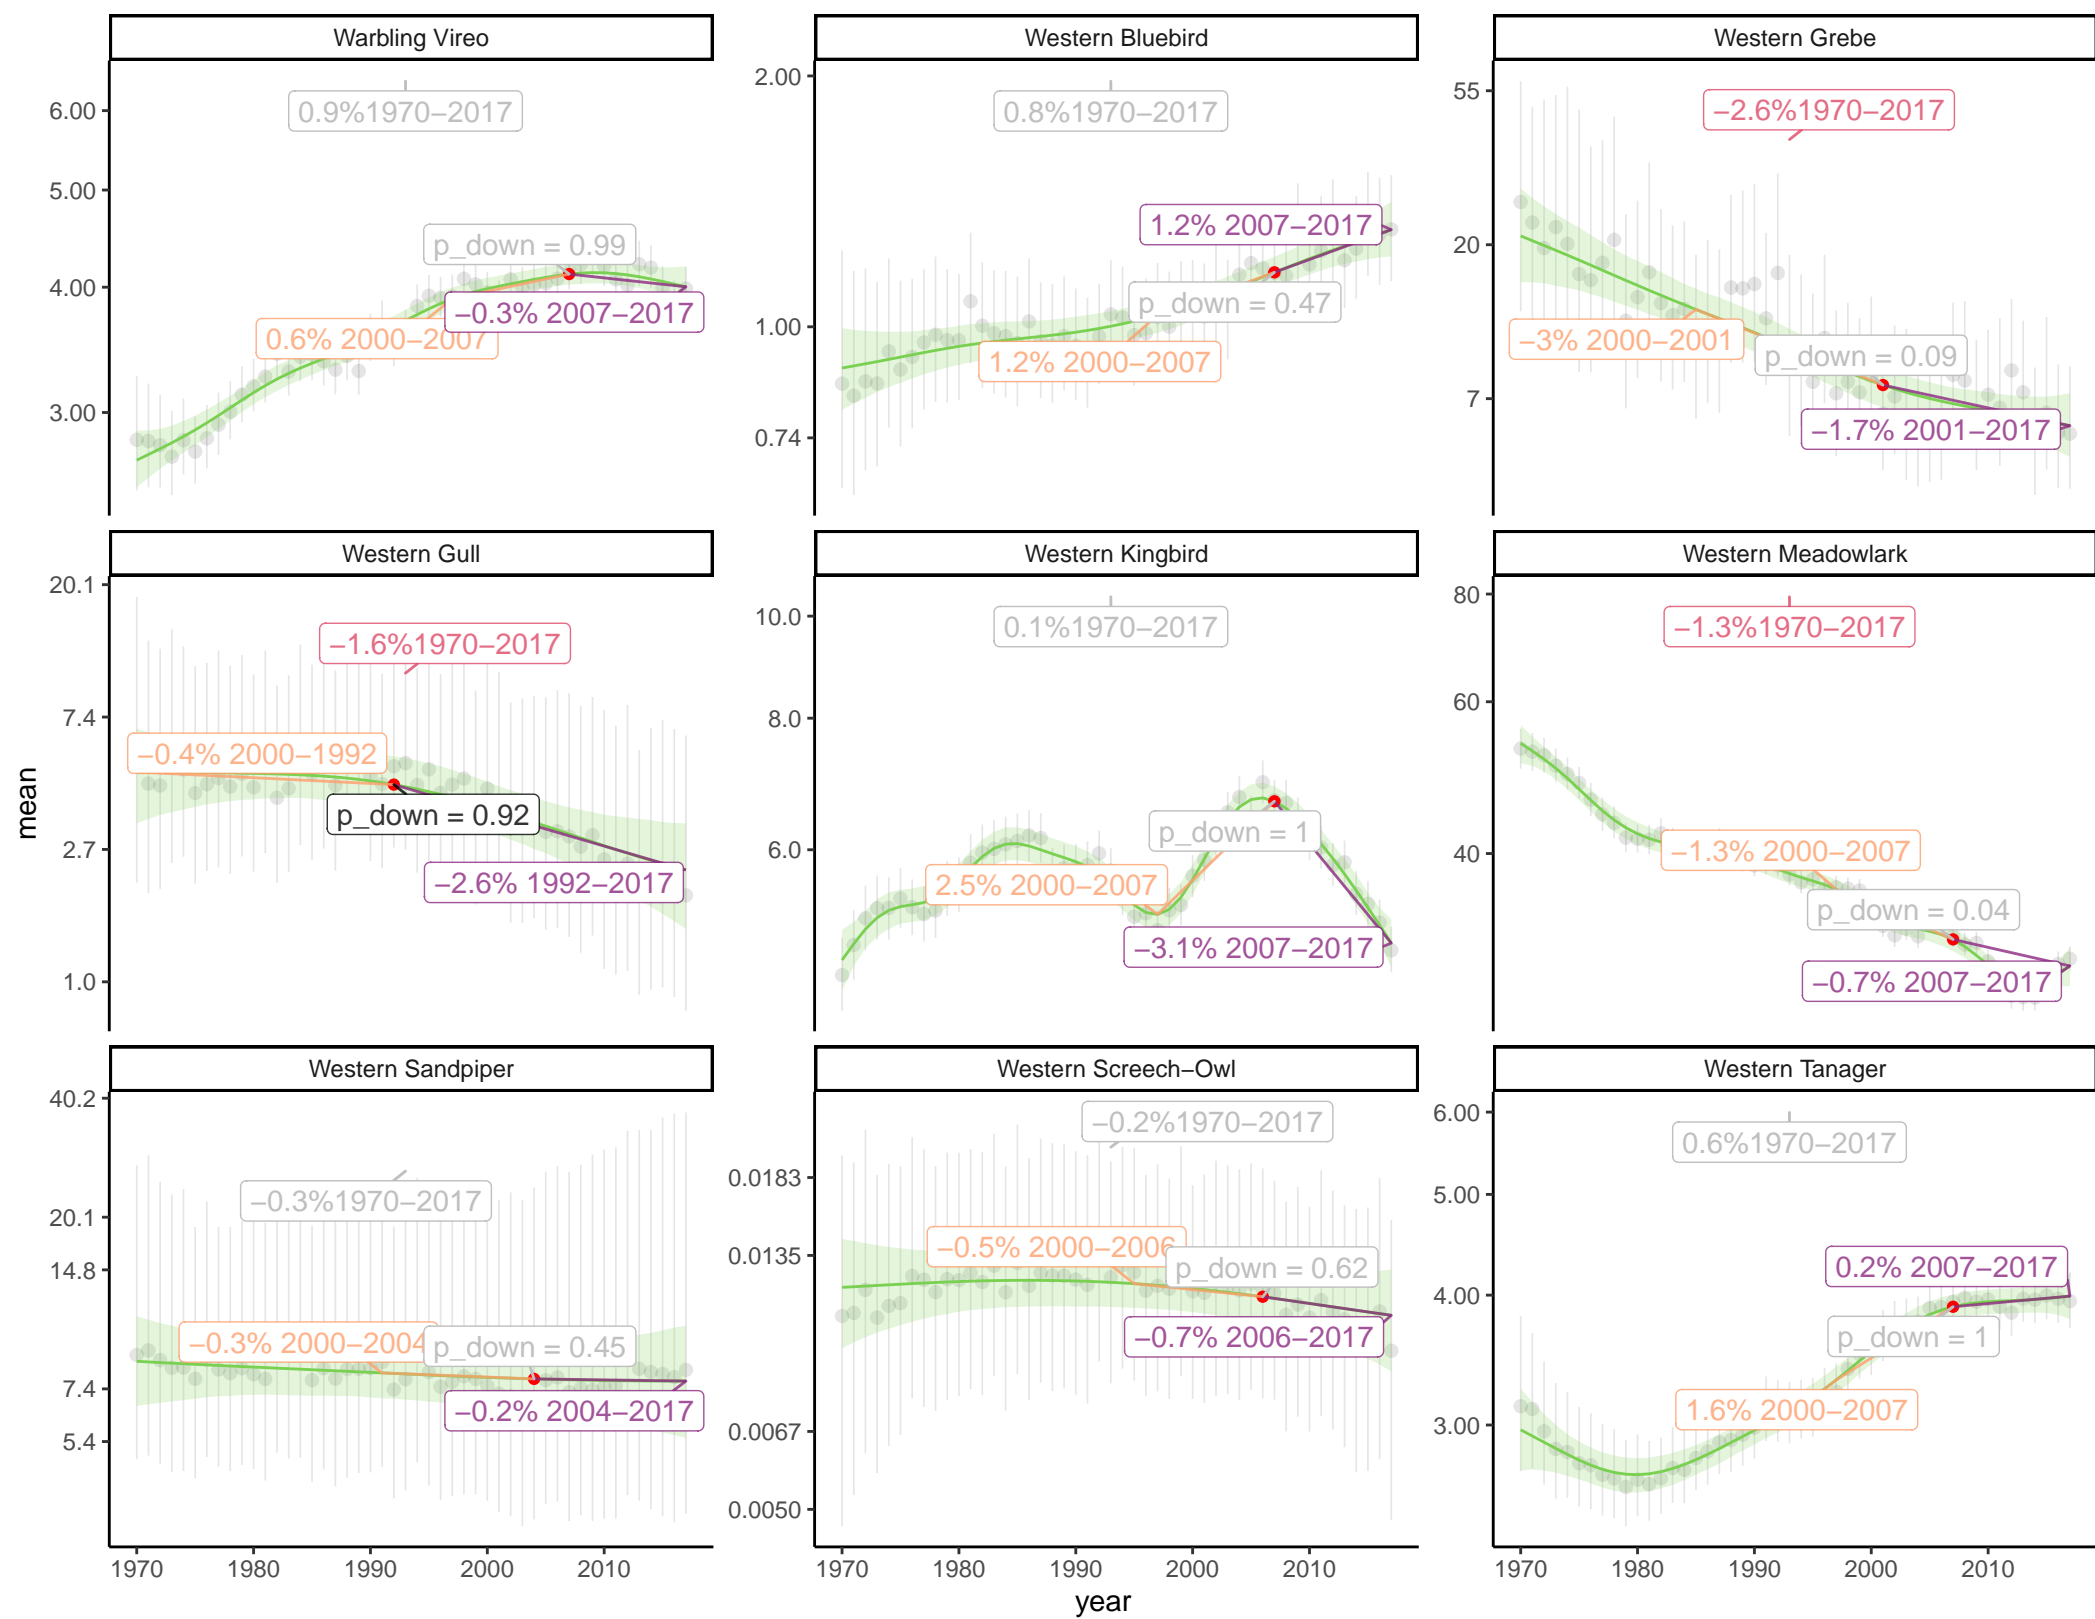 Warbling Vireo
6.00
5.00
4.00
3.00
0.9%1970−2017
p_down = 0.99
0.6% 2000−2007
−0.3% 2007−2017
Western Bluebird
2.00
1.00
0.74
0.8%1970−2017
1.2% 2007−2017
p_down = 0.47
1.2% 2000−2007
Western Grebe
55
20
7
−2.6%1970−2017
−3% 2000−2001
p_down = 0.09
−1.7% 2001−2017
mean
Western Gull
20.1
7.4
2.7
1.0
−1.6%1970−2017
−0.4% 2000−1992
p_down = 0.92
−2.6% 1992−2017
Western Kingbird
10.0
8.0
6.0
0.1%1970−2017
p_down = 1
2.5% 2000−2007
−3.1% 2007−2017
Western Meadowlark
80
60
40
−1.3%1970−2017
−1.3% 2000−2007
p_down = 0.04
−0.7% 2007−2017
Western Sandpiper
40.2
20.1
14.8
7.4
5.4
−0.3%1970−2017
−0.3% 2000−2004
p_down = 0.45
−0.2% 2004−2017
1970 1980 1990 2000 2010
Western Screech−Owl
0.0183
0.0135
0.0067
0.0050
−0.2%1970−2017
−0.5% 2000−2006
p_down = 0.62
−0.7% 2006−2017
1970 1980 1990 2000 2010
Western Tanager
6.00
5.00
4.00
3.00
0.6%1970−2017
0.2% 2007−2017
p_down = 1
1.6% 2000−2007
1970 1980 1990 2000 2010
year